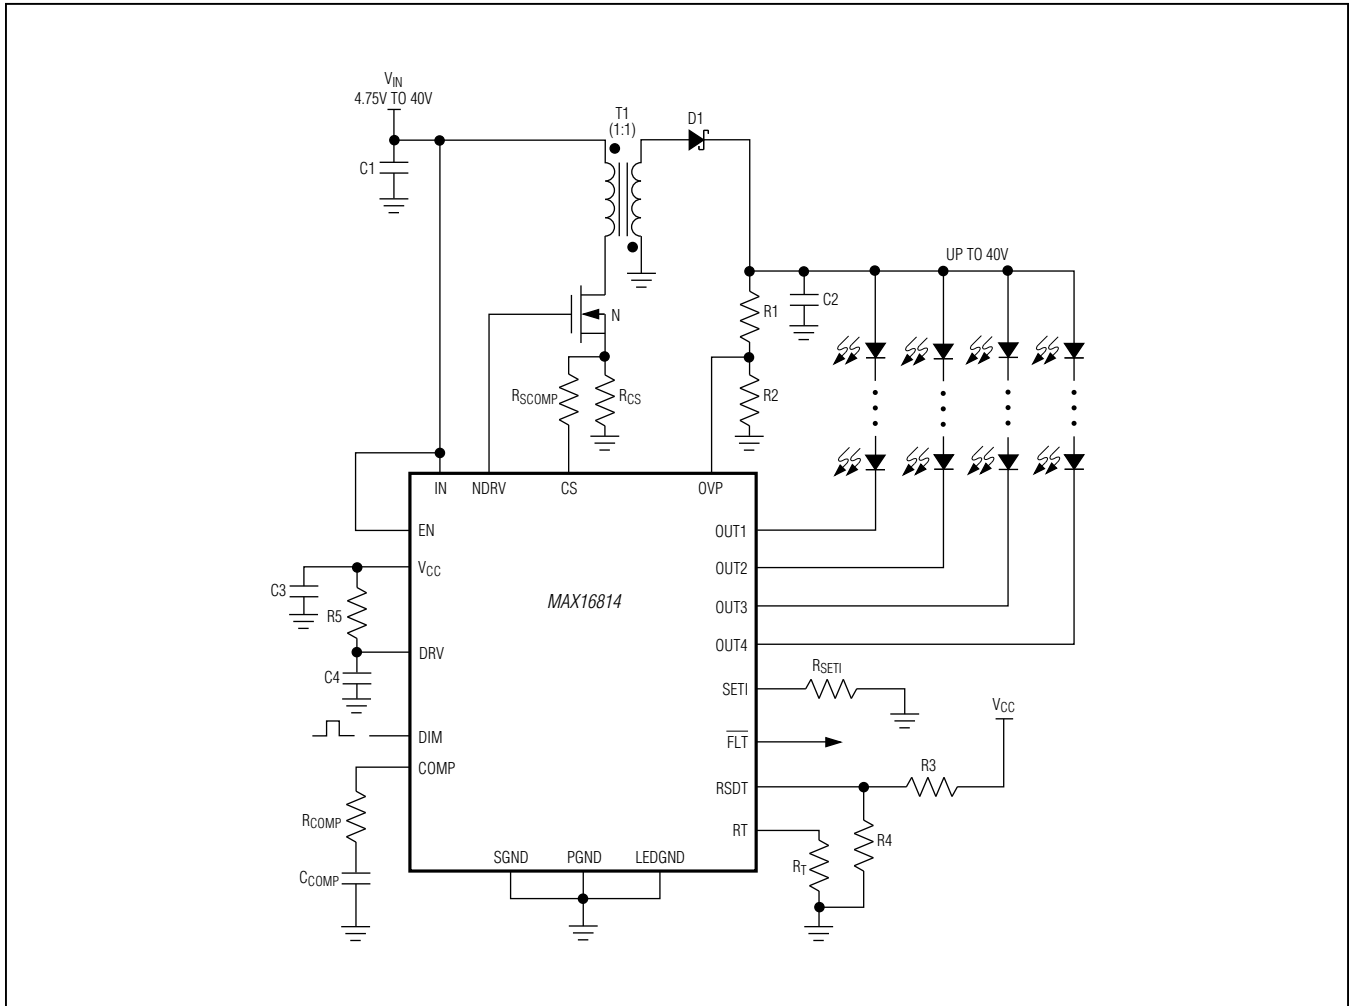 VIN
4.75V TO 40V
T1
(1:1)
D1
C1
UP TO 40V
C2
R1
N
RSCOMP
RCS
R2
IN
NDRV
CS
OVP
EN
OUT1
VCC
OUT2
C3
MAX16814
R5
OUT3
OUT4
DRV
C4
RSETI
SETI
VCC
DIM
FLT
COMP
R3
RSDT
RCOMP
RT
R4
SGND
PGND
LEDGND
RT
CCOMP